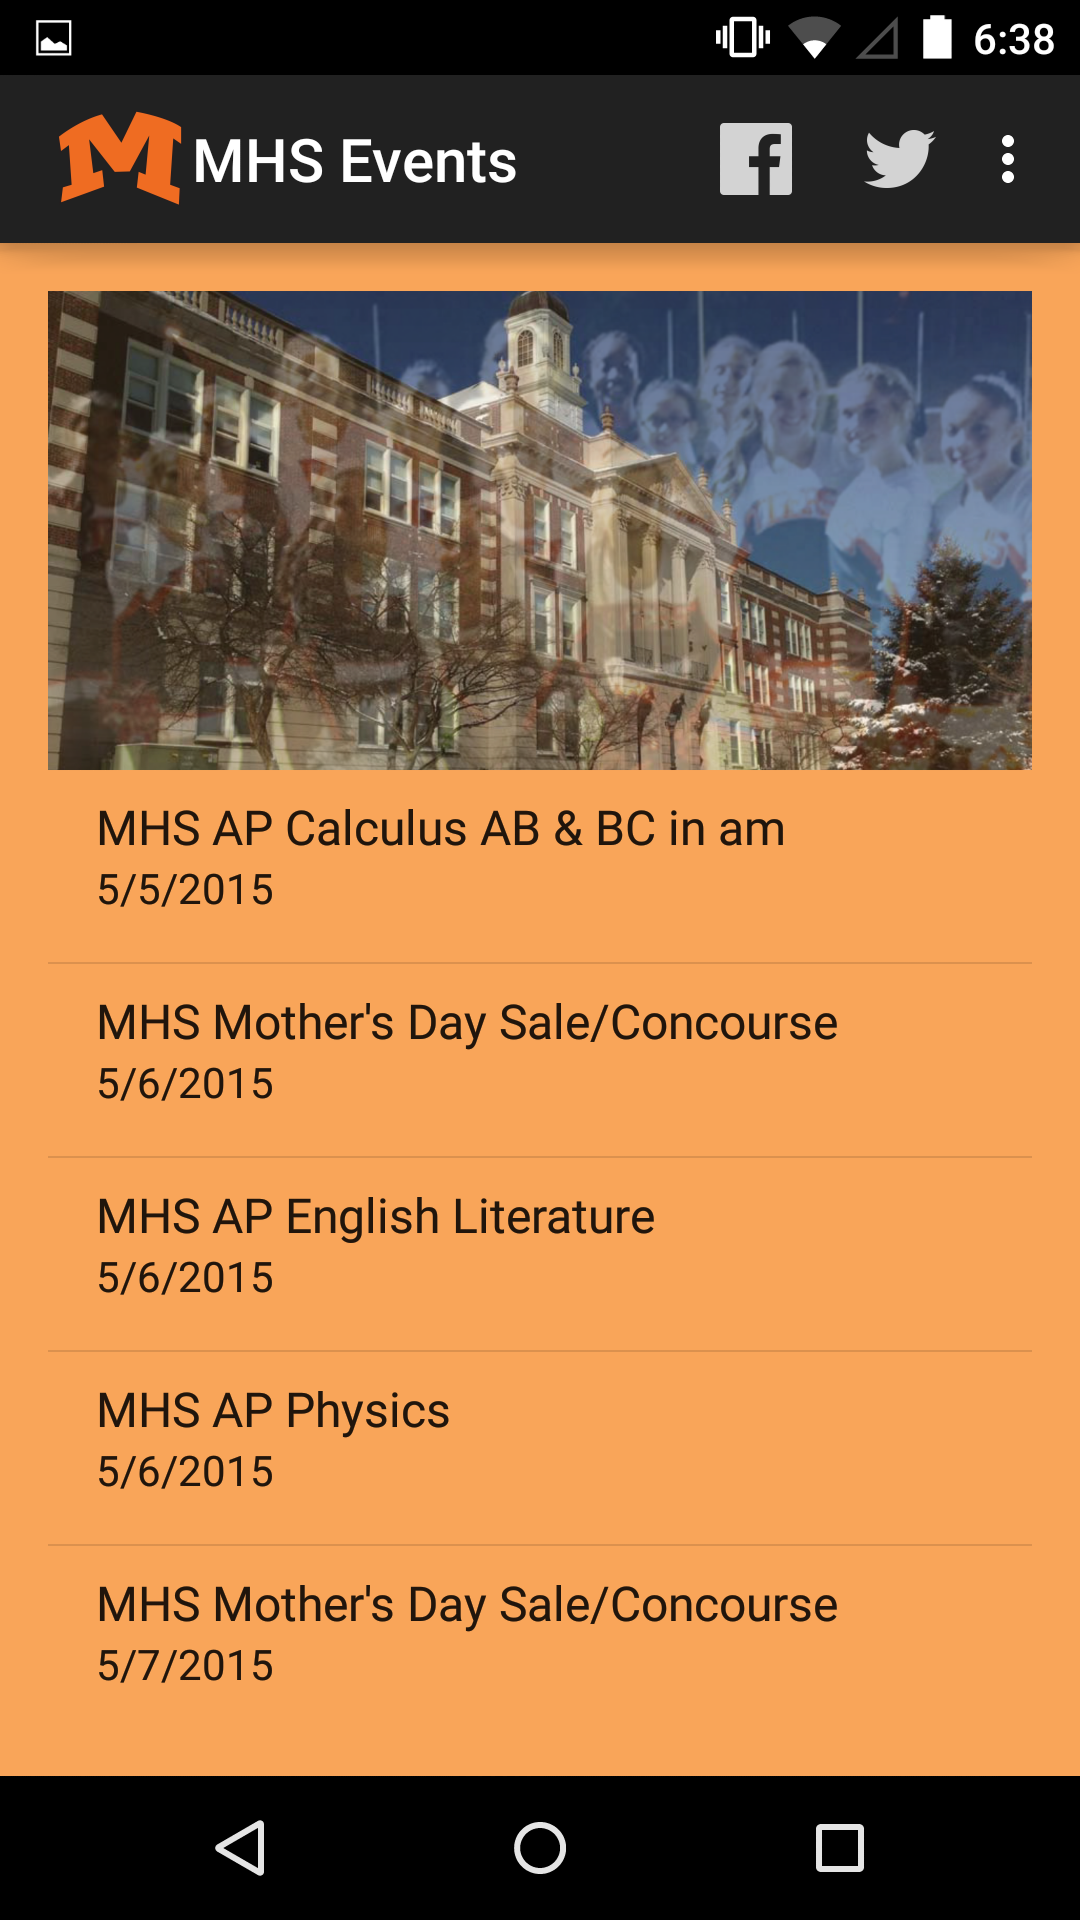 6:38
M MHS Events
MHS AP Calculus AB & BC in am
5/5/2015
MHS Mother's Day Sale/Concourse
5/6/2015
MHS AP English Literature
5/6/2015
MHS AP Physics
5/6/2015
MHS Mother's Day Sale/Concourse
5/7/2015